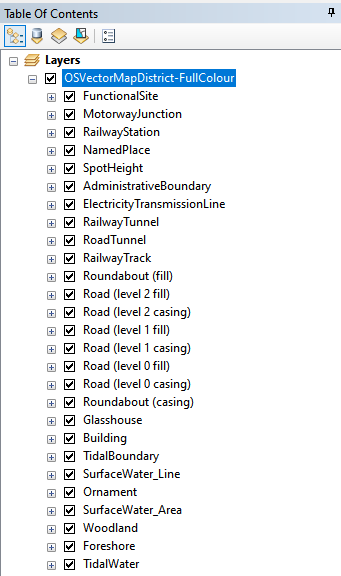 Table Of Contents
Layers
OSVectorMapDistrict-FullColour
FunctionalSite
MotorwayJunction
RailwayStation
NamedPlace
SpotHeight
AdministrativeBoundary
ElectricityTransmissionLine
RailwayTunnel
RoadTunnel
RailwayTrack
Roundabout (fill)
Road (level 2 fill)
Road (level 2 casing)
Road (level 1 fill)
Road (level 1 casing)
Road (level 0 fill)
Road (level 0 casing)
Roundabout (casing)
Glasshouse
Building
TidalBoundary
SurfaceWater_Line
Ornament
SurfaceWater_Area
Woodland
Foreshore
TidalWater